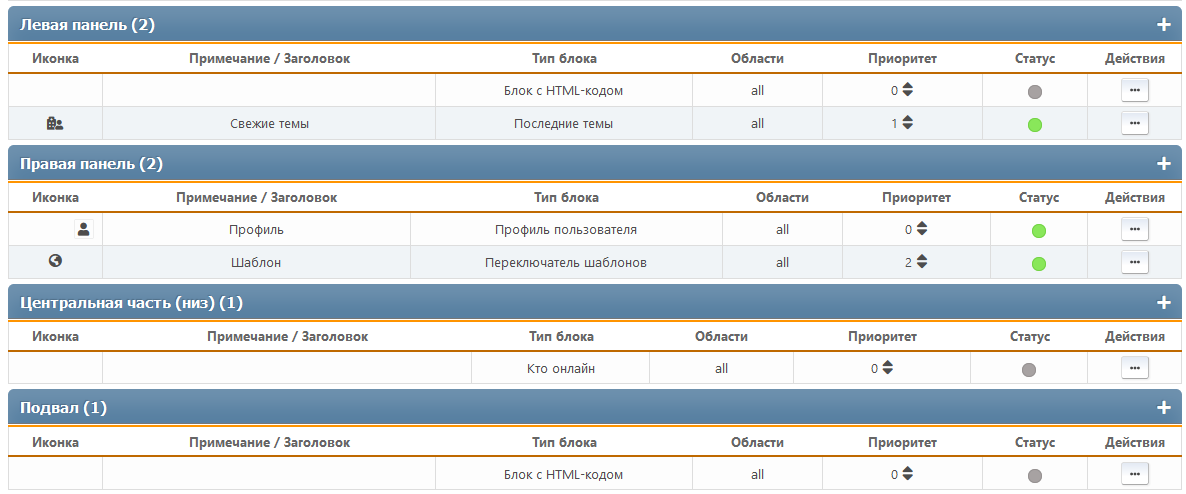 Левая панель (2)
Иконка Примечание / Заголовок Тип блока Области Приоритет Статус Действия
Блок с HTML-кодом all 0
Свежие темы Последние темы all 1
Правая панель (2)
Иконка Примечание / Заголовок Тип блока Области Приоритет Статус Действия
Профиль Профиль пользователя all 0
Шаблон Переключатель шаблонов all 2
Центральная часть (низ) (1)
Иконка Примечание / Заголовок Тип блока Области Приоритет Статус Действия
Кто онлайн all 0
Подвал (1)
Иконка Примечание / Заголовок Тип блока Области Приоритет Статус Действия
Блок с HTML-кодом all 0